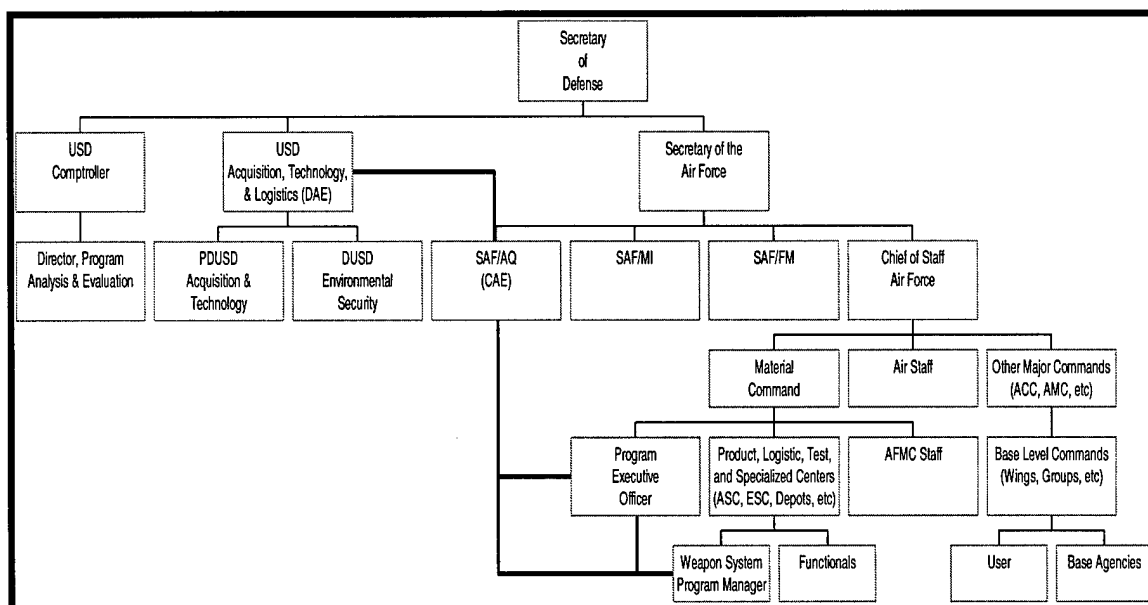 Secretary
of
Defense
USD
Comptroller
USD
Acquisition, Technology,
& Logistics (DAE)
Secretary of the
Air Force
Director, Program
Analysis & Evaluation
PDUSD
Acquisition &
Technology
DUSD
Environmental
Security
SAF/AQ
(CAE)
SAF/MI
SAF/FM
Chief of Staff
Air Force
Material
Command
Air Staff
Other Major Commands
(ACC, AMC, etc)
Program
Executive
Officer
Product, Logistic, Test,
and Specialized Centers
(ASC, ESC, Depots, etc)
AFMC Staff
Base Level Commands
(Wings, Groups, etc)
Weapon System
Program Manager
Functionals
User
Base Agencies